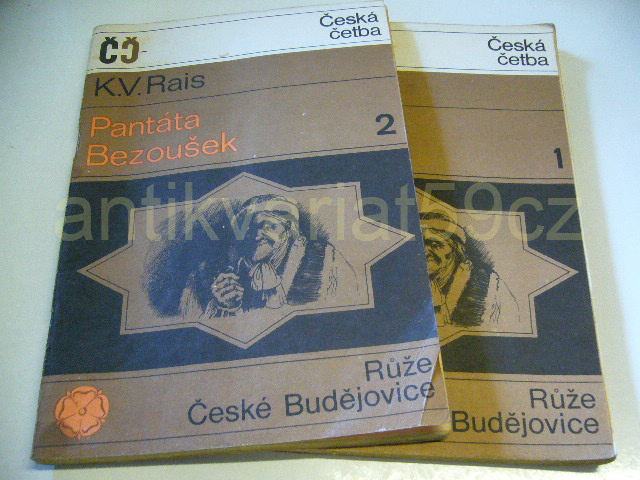 ČČ
Česká
četba
K.V. Rais
Pantáta
Bezoušek
2
Růže
České Budějovice
Česká
četba
1
Růže
Budějovice
antikvariat59cz